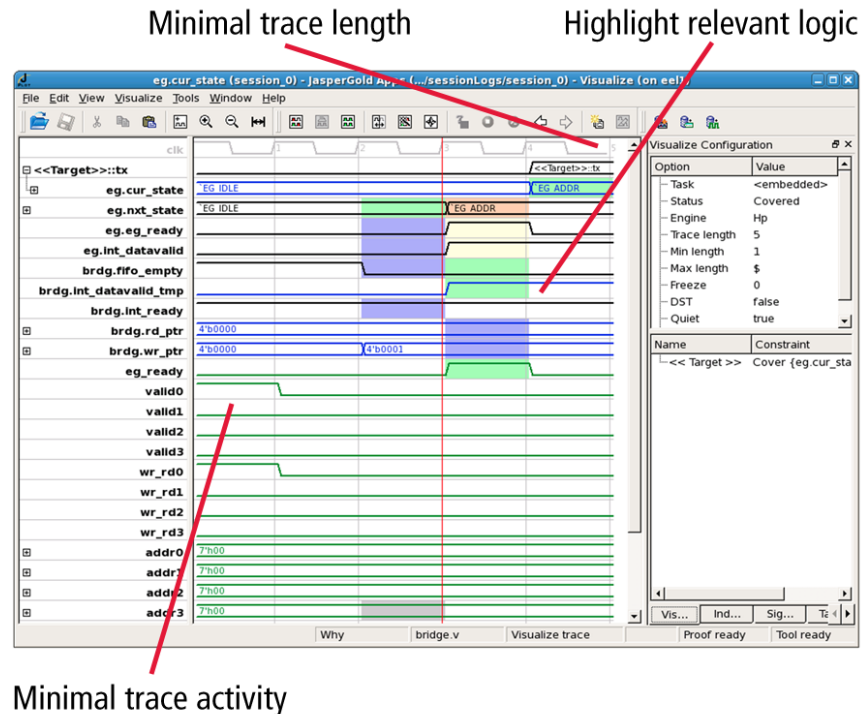 Minimal trace length
Highlight relevant logic
eg.cur_state (session_0) - JasperGold Apps (.../sessionLogs/session_0) - Visualize (on eel1)
File Edit View Visualize Tools Window Help
clk 1 2 3 4 5
Visualize Configuration
<<Target>>::tx <<Target>>::tx
Option Value
eg.cur_state `EG IDLE `EG ADDR
Task <embedded>
eg.nxt_state `EG IDLE `EG ADDR
Status Covered
eg.eg_ready
Engine Hp
Trace length 5
eg.int_datavalid
Min length 1
brdg.fifo_empty
Max length $
brdg.int_datavalid_tmp
Freeze 0
DST false
brdg.int_ready
Quiet true
brdg.rd_ptr 4'b0000
Name Constraint
brdg.wr_ptr 4'b0000 4'b0001
<< Target >> Cover {eg.cur_sta
eg_ready
valid0
valid1
valid2
valid3
wr_rd0
wr_rd1
wr_rd2
wr_rd3
addr0 7'h00
addr1 7'h00
addr2 7'h00
addr3 7'h00
Vis... Ind... Sig...
Why bridge.v Visualize trace Proof ready Tool ready
Minimal trace activity